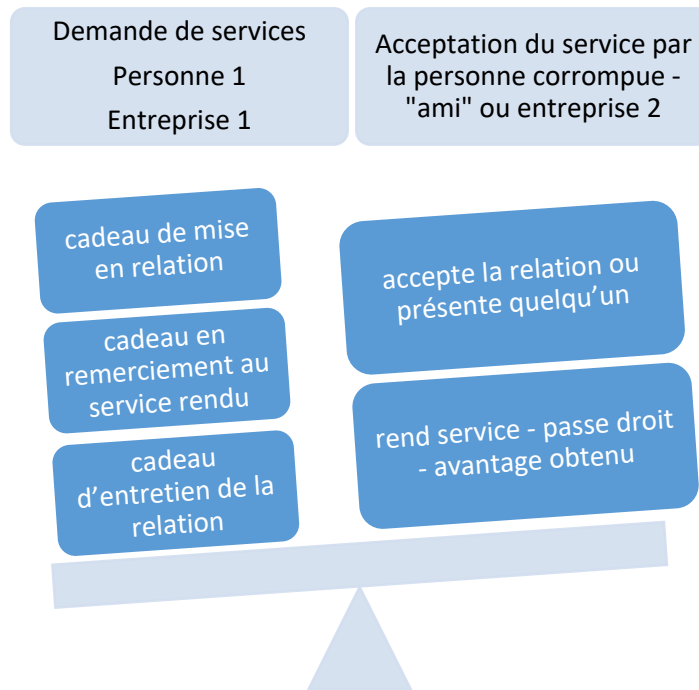 Demande de services
Personne 1
Entreprise 1
Acceptation du service par
la personne corrompue -
"ami" ou entreprise 2
cadeau de mise
en relation
cadeau en
remerciement au
service rendu
cadeau
d’entretien de la
relation
accepte la relation ou
présente quelqu’un
rend service - passe droit
- avantage obtenu